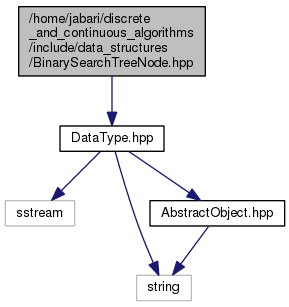 /home/jabari/discrete
_and_continuous_algorithms
/include/data_structures
/BinarySearchTreeNode.hpp
DataType.hpp
sstream
AbstractObject.hpp
string